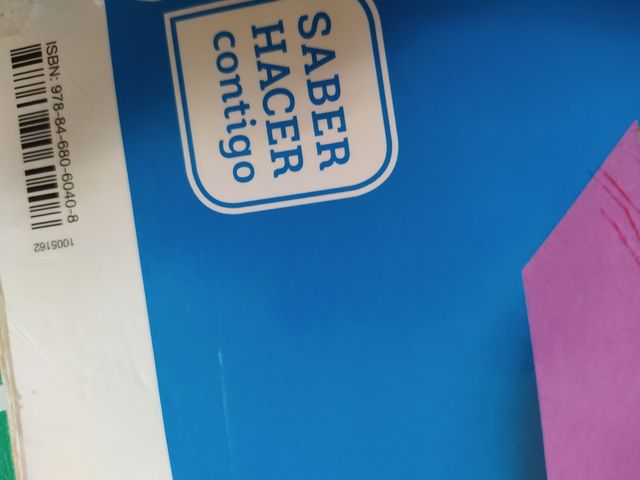 SABER
HACER
contigo
ISBN: 978-84-680-6040-8
1005162